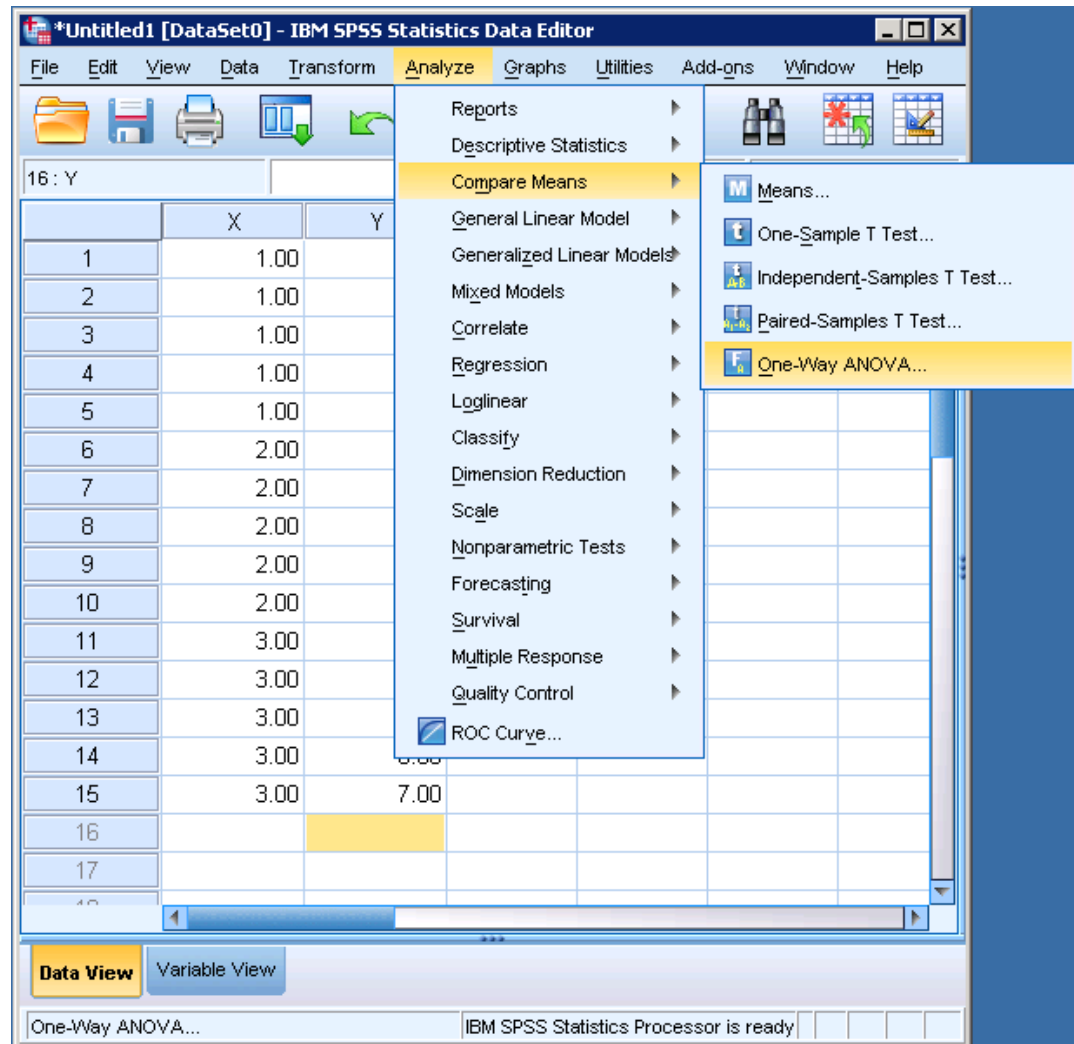 *Untitled1 [DataSet0] - IBM SPSS Statistics Data Editor
File Edit View Data Transform Analyze Graphs Utilities Add-ons Window Help
16 : Y
Reports
Descriptive Statistics
Compare Means
General Linear Model
Generalized Linear Models
Mixed Models
Correlate
Regression
Loglinear
Classify
Dimension Reduction
Scale
Nonparametric Tests
Forecasting
Survival
Multiple Response
Quality Control
ROC Curve...
M Means...
t One-Sample T Test...
Independent-Samples T Test...
Paired-Samples T Test...
One-Way ANOVA...
X Y
1 1.00
2 1.00
3 1.00
4 1.00
5 1.00
6 2.00
7 2.00
8 2.00
9 2.00
10 2.00
11 3.00
12 3.00
13 3.00
14 3.00
15 3.00 7.00
16
17
Data View Variable View
One-Way ANOVA... IBM SPSS Statistics Processor is ready